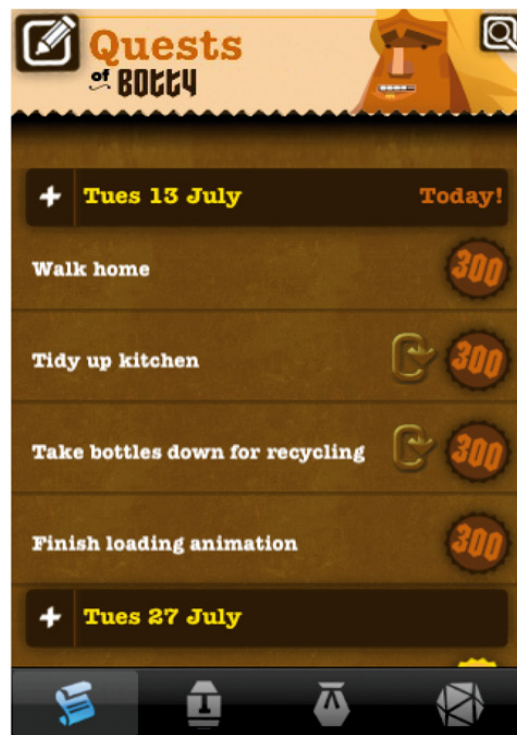 Quests
of BOTTY
Tues 13 July Today!
Walk home 300
Tidy up kitchen 300
Take bottles down for recycling 300
Finish loading animation 300
Tues 27 July